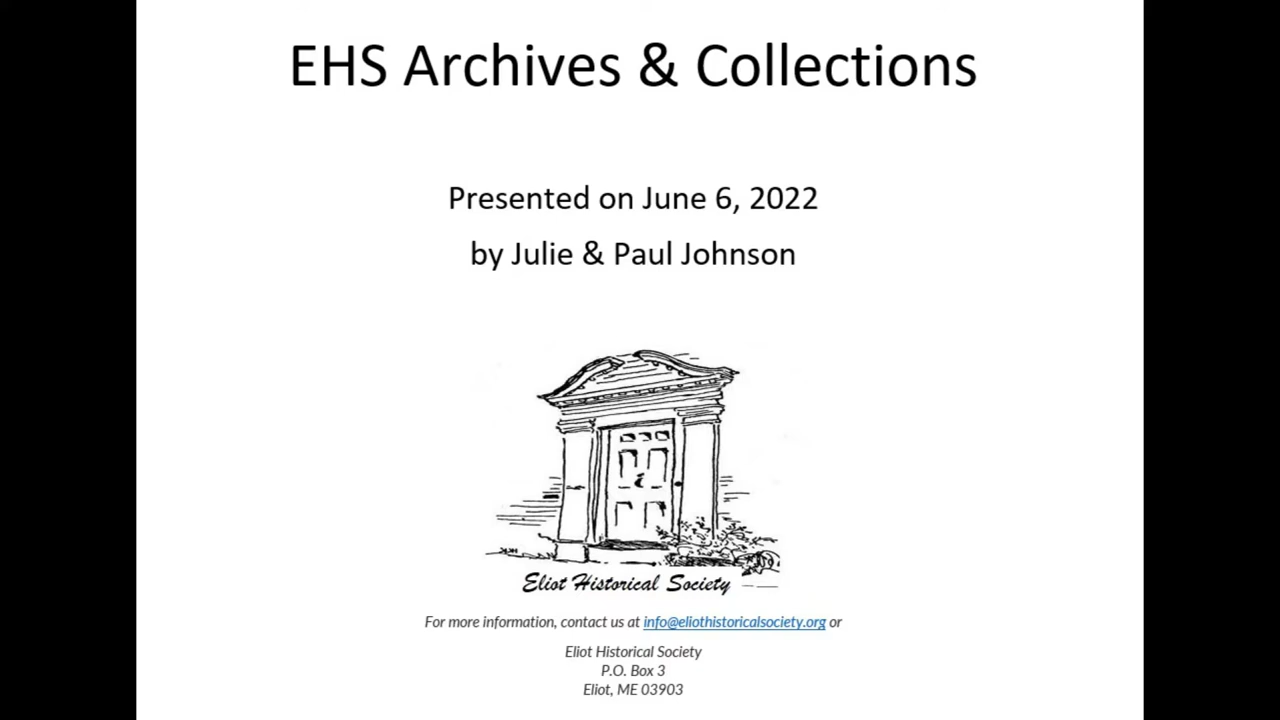 EHS Archives & Collections
Presented on June 6, 2022
by Julie & Paul Johnson
Eliot Historical Society
For more information, contact us at info@eliothistoricalsociety.org or
Eliot Historical Society
P.O. Box 3
Eliot, ME 03903